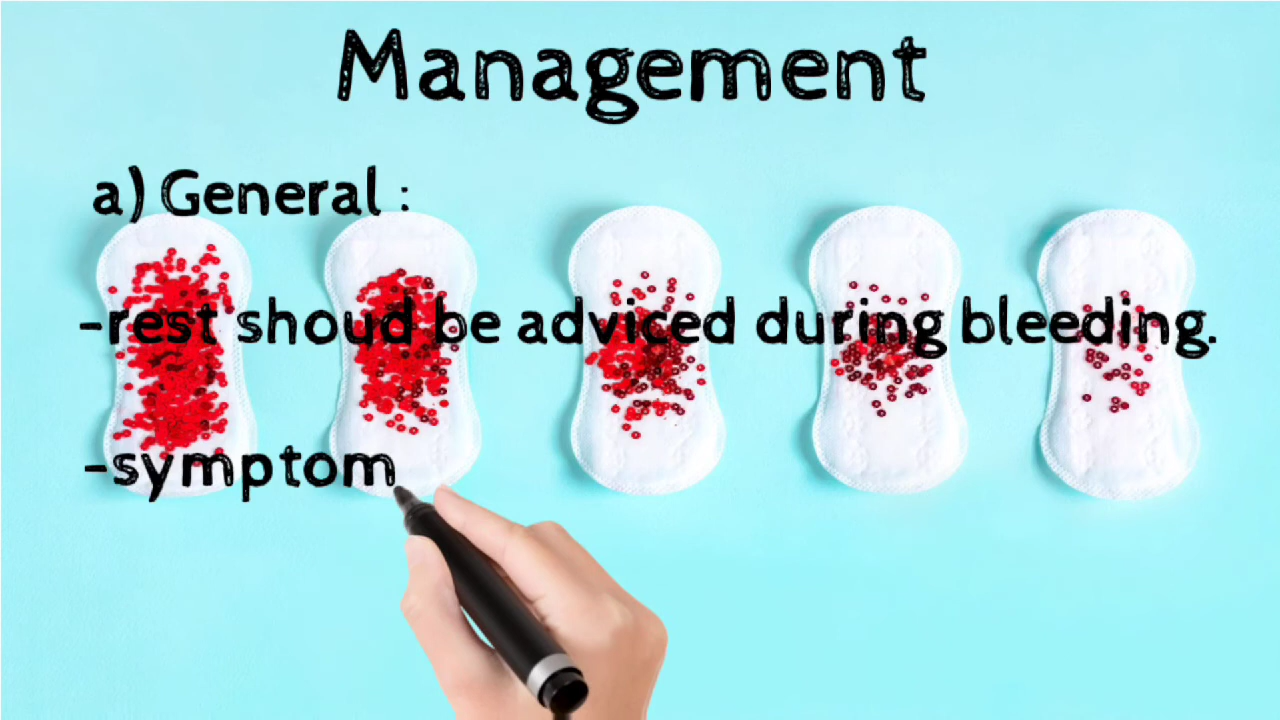 Management
a) General :
-rest shoud be adviced during bleeding.
-symptom